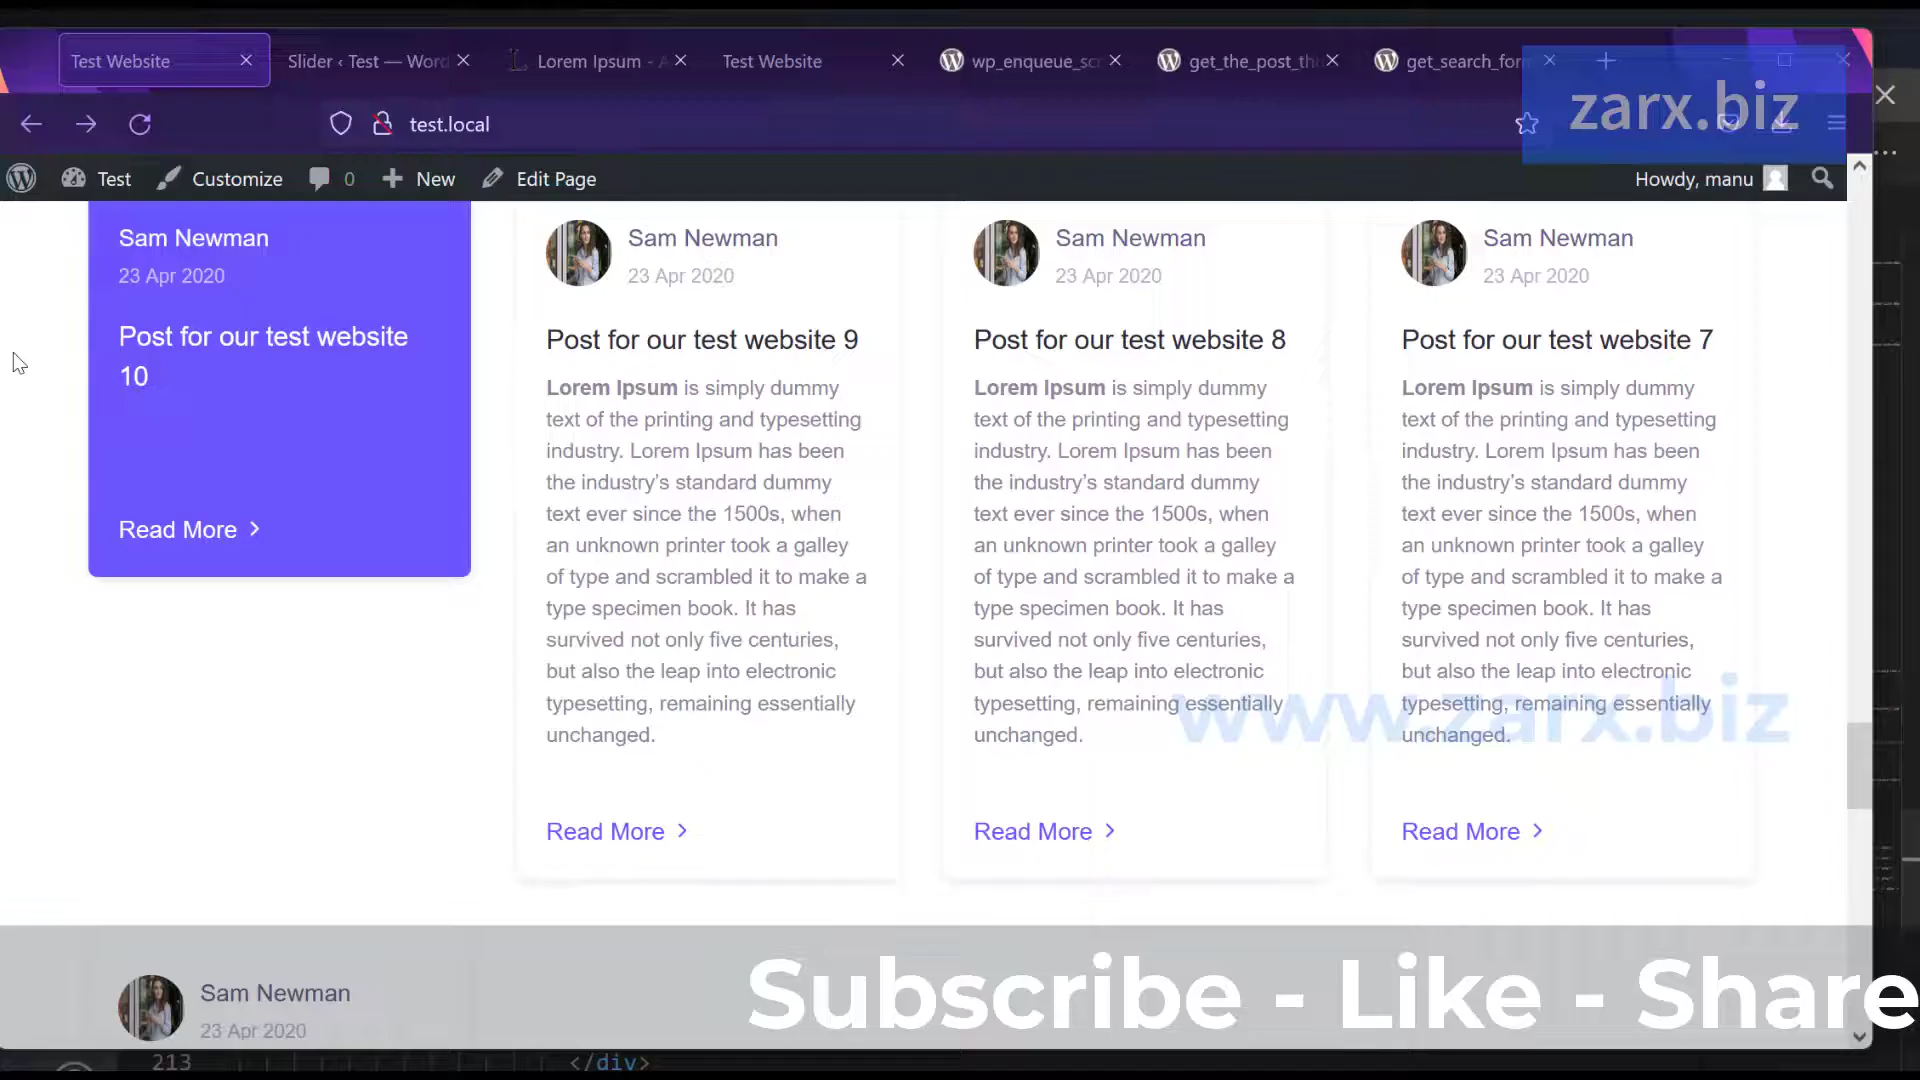 Test Website
Slider ‹ Test — Word
Lorem Ipsum - A
Test Website
wp_enqueue_scr
get_the_post_th
get_search_for
zarx.biz
test.local
Test
Customize
0
New
Edit Page
Howdy, manu
Sam Newman
23 Apr 2020
Post for our test website
10
Read More
Sam Newman
23 Apr 2020
Post for our test website 9
Lorem Ipsum is simply dummy
text of the printing and typesetting
industry. Lorem Ipsum has been
the industry’s standard dummy
text ever since the 1500s, when
an unknown printer took a galley
of type and scrambled it to make a
type specimen book. It has
survived not only five centuries,
but also the leap into electronic
typesetting, remaining essentially
unchanged.
Read More
Sam Newman
23 Apr 2020
Post for our test website 8
Lorem Ipsum is simply dummy
text of the printing and typesetting
industry. Lorem Ipsum has been
the industry’s standard dummy
text ever since the 1500s, when
an unknown printer took a galley
of type and scrambled it to make a
type specimen book. It has
survived not only five centuries,
but also the leap into electronic
typesetting, remaining essentially
unchanged.
Read More
Sam Newman
23 Apr 2020
Post for our test website 7
Lorem Ipsum is simply dummy
text of the printing and typesetting
industry. Lorem Ipsum has been
the industry’s standard dummy
text ever since the 1500s, when
an unknown printer took a galley
of type and scrambled it to make a
type specimen book. It has
survived not only five centuries,
but also the leap into electronic
typesetting, remaining essentially
unchanged.
Read More
www.zarx.biz
Sam Newman
23 Apr 2020
Subscribe - Like - Share
213
</div>